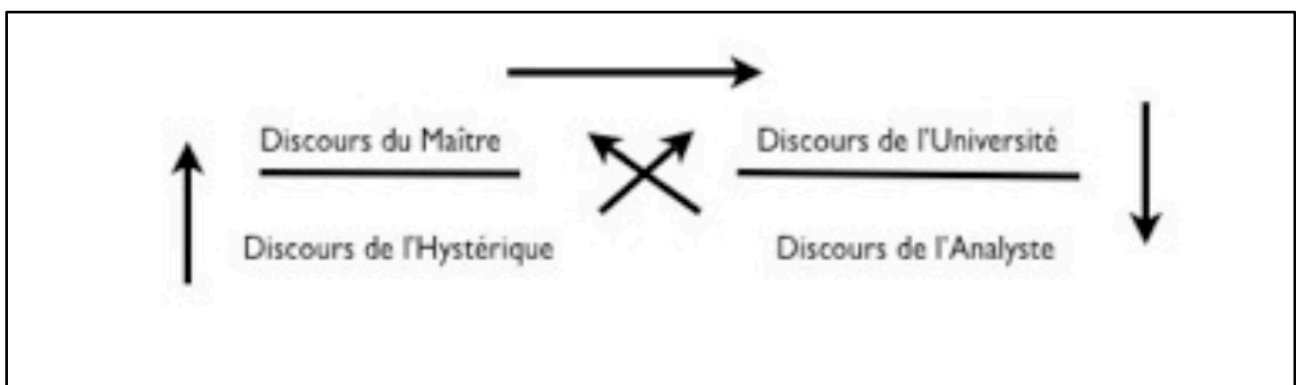 Discours du Maître
Discours de l'Université
Discours de l'Hystérique
Discours de l'Analyste